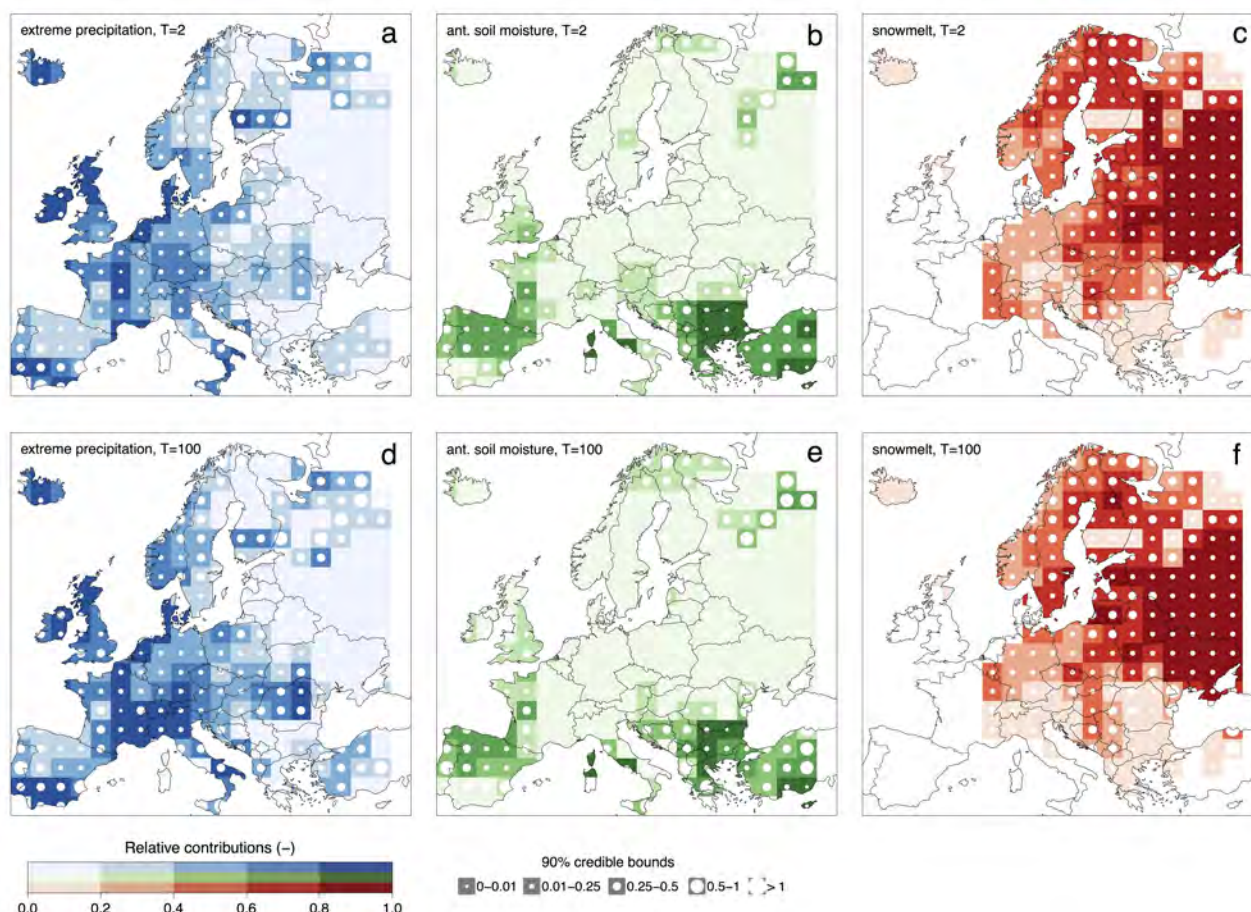 extreme precipitation, T=2 a
ant. soil moisture, T=2 b
snowmelt, T=2 c
extreme precipitation, T=100 d
ant. soil moisture, T=100 e
snowmelt, T=100 f
Relative contributions (−)
0.0 0.2 0.4 0.6 0.8 1.0
90% credible bounds
0−0.01 0.01−0.25 0.25−0.5 0.5−1 > 1